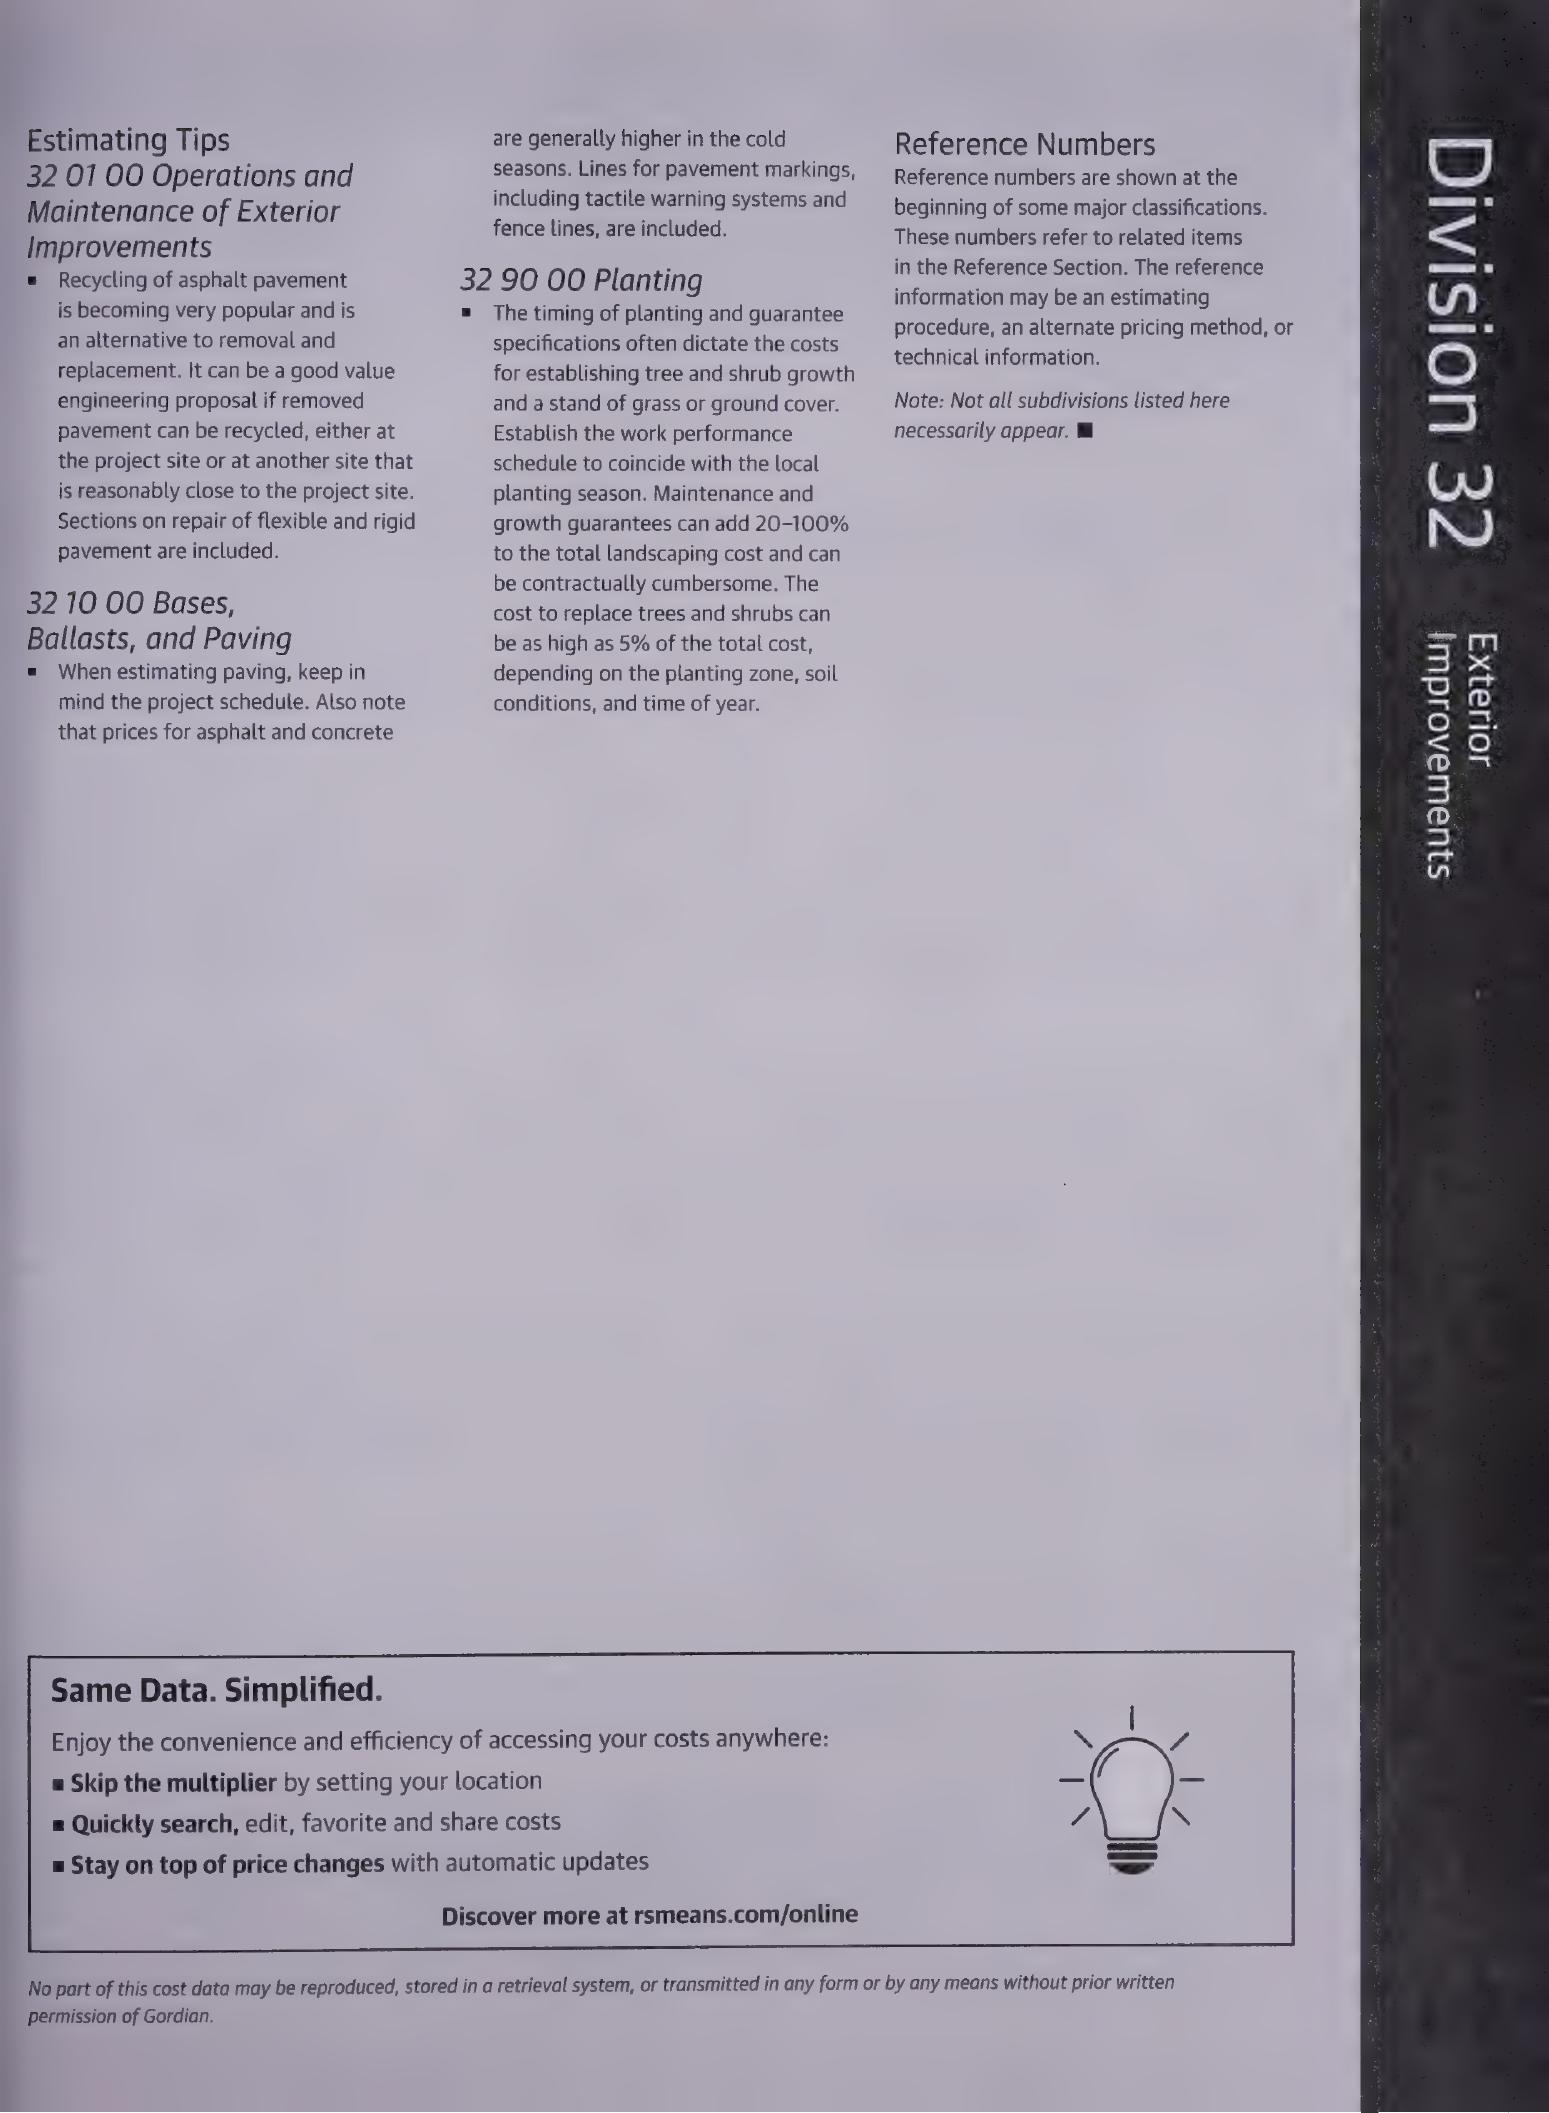 Estimating Tips
32 01 00 Operations and
Maintenance of Exterior
Improvements
▪ Recycling of asphalt pavement
is becoming very popular and is
an alternative to removal and
replacement. It can be a good value
engineering proposal if removed
pavement can be recycled, either at
the project site or at another site that
is reasonably close to the project site.
Sections on repair of flexible and rigid
pavement are included.
32 10 00 Bases,
Ballasts, and Paving
▪ When estimating paving, keep in
mind the project schedule. Also note
that prices for asphalt and concrete
are generally higher in the cold
seasons. Lines for pavement markings,
including tactile warning systems and
fence lines, are included.
32 90 00 Planting
▪ The timing of planting and guarantee
specifications often dictate the costs
for establishing tree and shrub growth
and a stand of grass or ground cover.
Establish the work performance
schedule to coincide with the local
planting season. Maintenance and
growth guarantees can add 20–100%
to the total landscaping cost and can
be contractually cumbersome. The
cost to replace trees and shrubs can
be as high as 5% of the total cost,
depending on the planting zone, soil
conditions, and time of year.
Reference Numbers
Reference numbers are shown at the
beginning of some major classifications.
These numbers refer to related items
in the Reference Section. The reference
information may be an estimating
procedure, an alternate pricing method, or
technical information.
Note: Not all subdivisions listed here
necessarily appear. ■
Division 32
Exterior
Improvements
Same Data. Simplified.
Enjoy the convenience and efficiency of accessing your costs anywhere:
▪ Skip the multiplier by setting your location
▪ Quickly search, edit, favorite and share costs
▪ Stay on top of price changes with automatic updates
Discover more at rsmeans.com/online
No part of this cost data may be reproduced, stored in a retrieval system, or transmitted in any form or by any means without prior written
permission of Gordian.